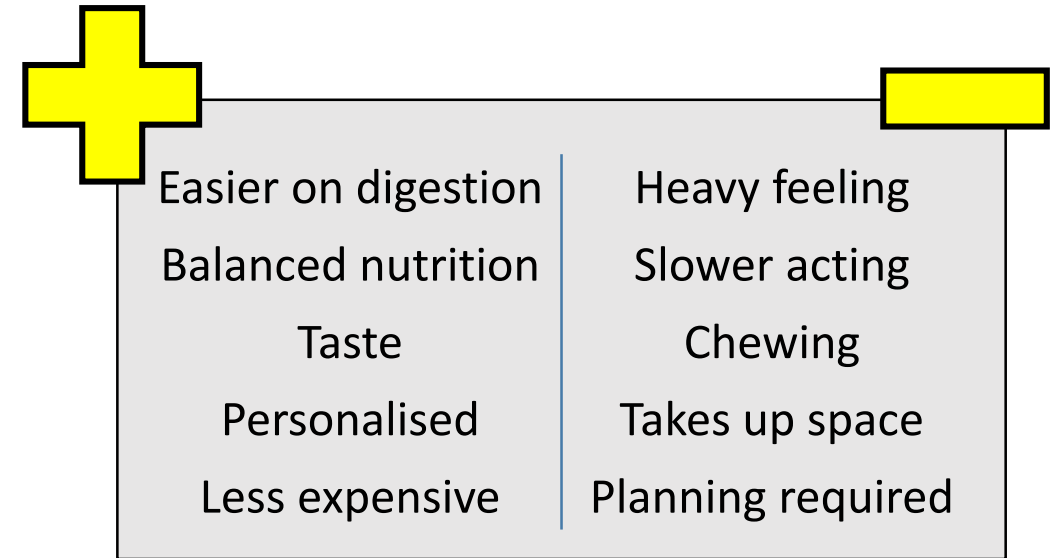 Easier on digestion
Balanced nutrition
Taste
Personalised
Less expensive
Heavy feeling
Slower acting
Chewing
Takes up space
Planning required